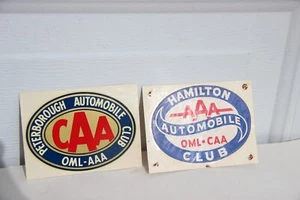 PETERBOROUGH AUTOMOBILE CLUB
CAA
OML-AAA
HAMILTON
AAA
AUTOMOBILE
OML·CAA
CLUB